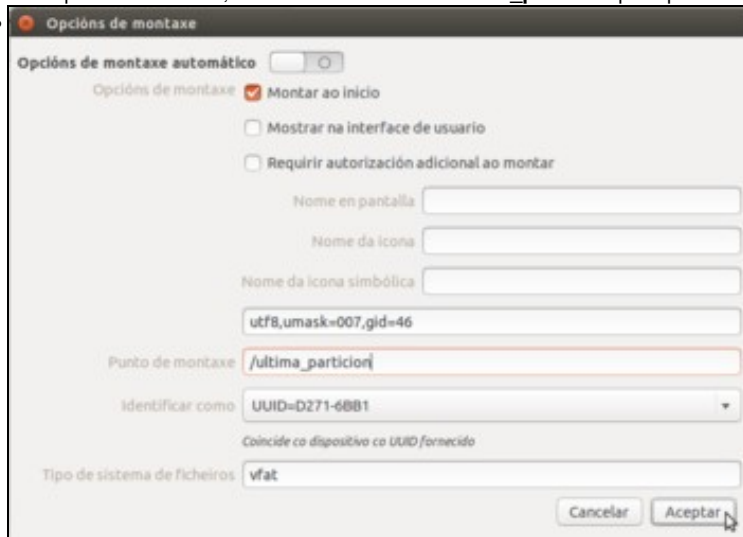 Opcións de montaxe
Opcións de montaxe automático
Opcións de montaxe Montar ao inicio
Mostrar na interface de usuario
Requirir autorización adicional ao montar
Nome en pantalla
Nome da icona
Nome da icona simbólica
utf8,umask=007,gid=46
Punto de montaxe /ultima_particion
Identificar como UUID=D271-6BB1
Coincide co dispositivo co UUID fornecido
Tipo de sistema de ficheiros vfat
Cancelar Aceptar